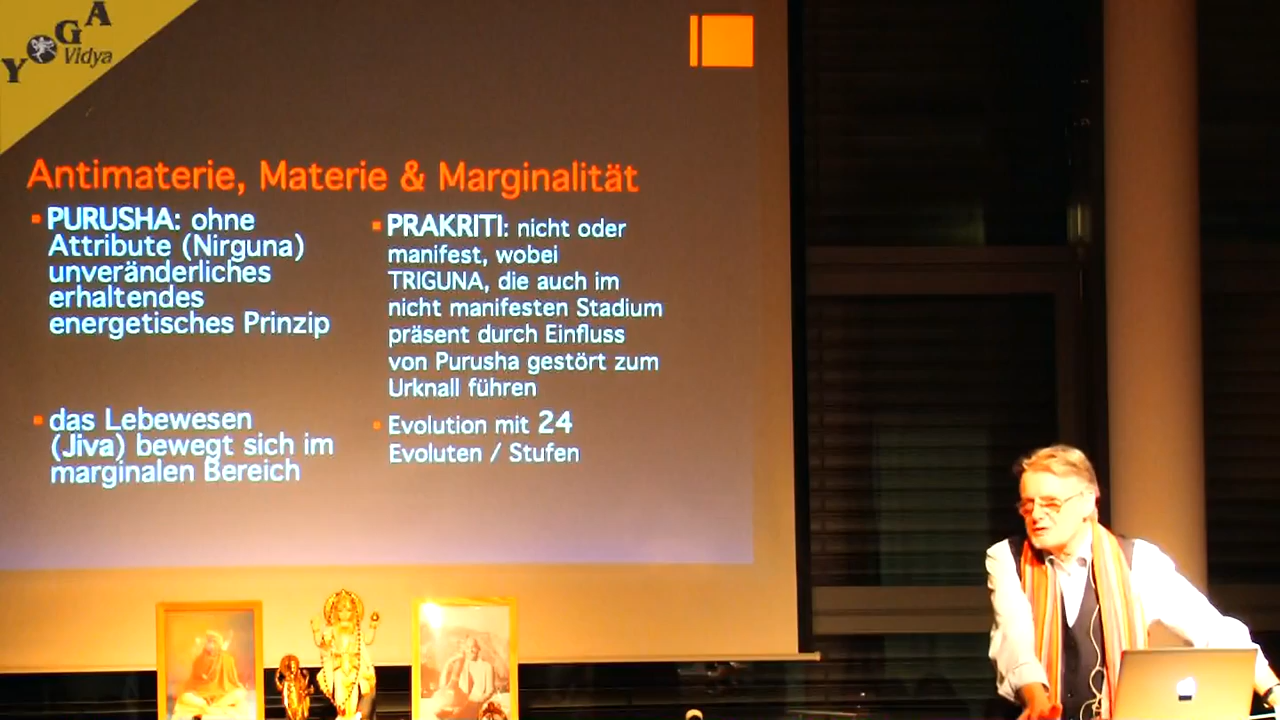 YOGA
Vidya
Antimaterie, Materie & Marginalität
PURUSHA: ohne
Attribute (Nirguna)
unveränderliches
erhaltendes
energetisches Prinzip
das Lebewesen
(Jiva) bewegt sich im
marginalen Bereich
PRAKRITI: nicht oder
manifest, wobei
TRIGUNA, die auch im
nicht manifesten Stadium
präsent durch Einfluss
von Purusha gestört zum
Urknall führen
Evolution mit 24
Evoluten / Stufen